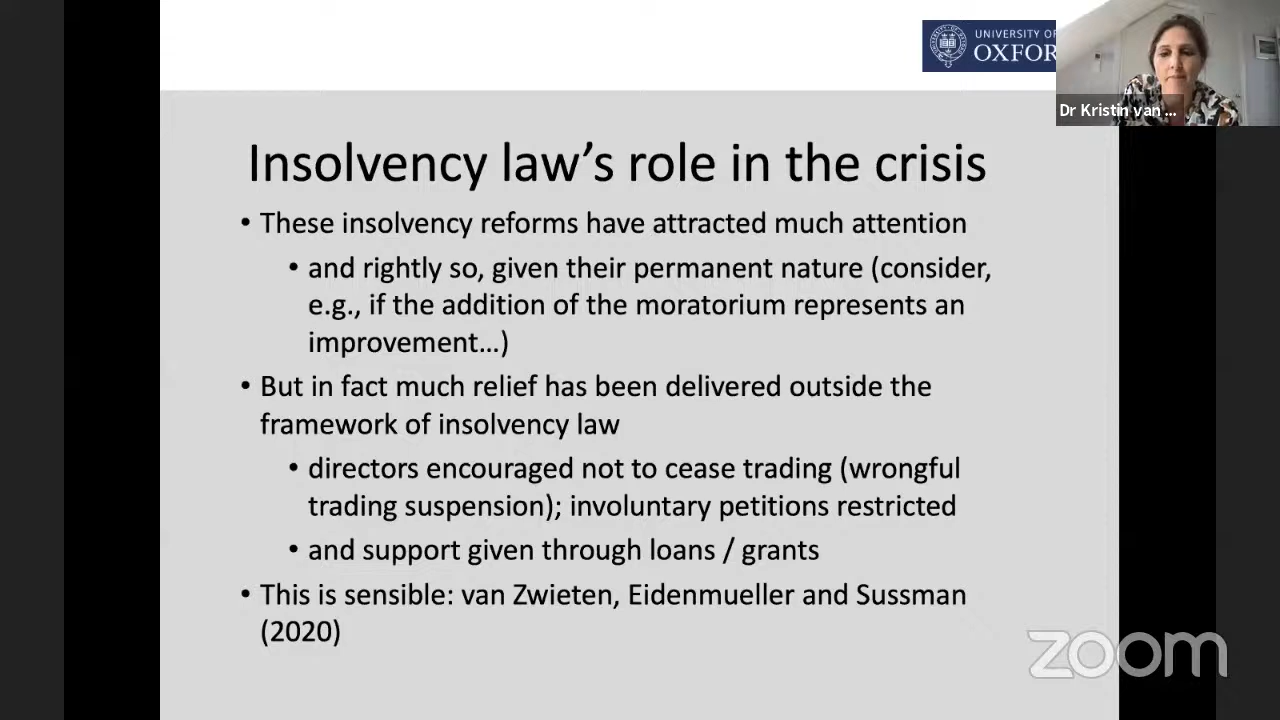 UNIVERSITY OF
OXFOR
Dr Kristin van ...
Insolvency law’s role in the crisis
• These insolvency reforms have attracted much attention
• and rightly so, given their permanent nature (consider,
e.g., if the addition of the moratorium represents an
improvement…)
• But in fact much relief has been delivered outside the
framework of insolvency law
• directors encouraged not to cease trading (wrongful
trading suspension); involuntary petitions restricted
• and support given through loans / grants
• This is sensible: van Zwieten, Eidenmueller and Sussman
(2020)
zoom